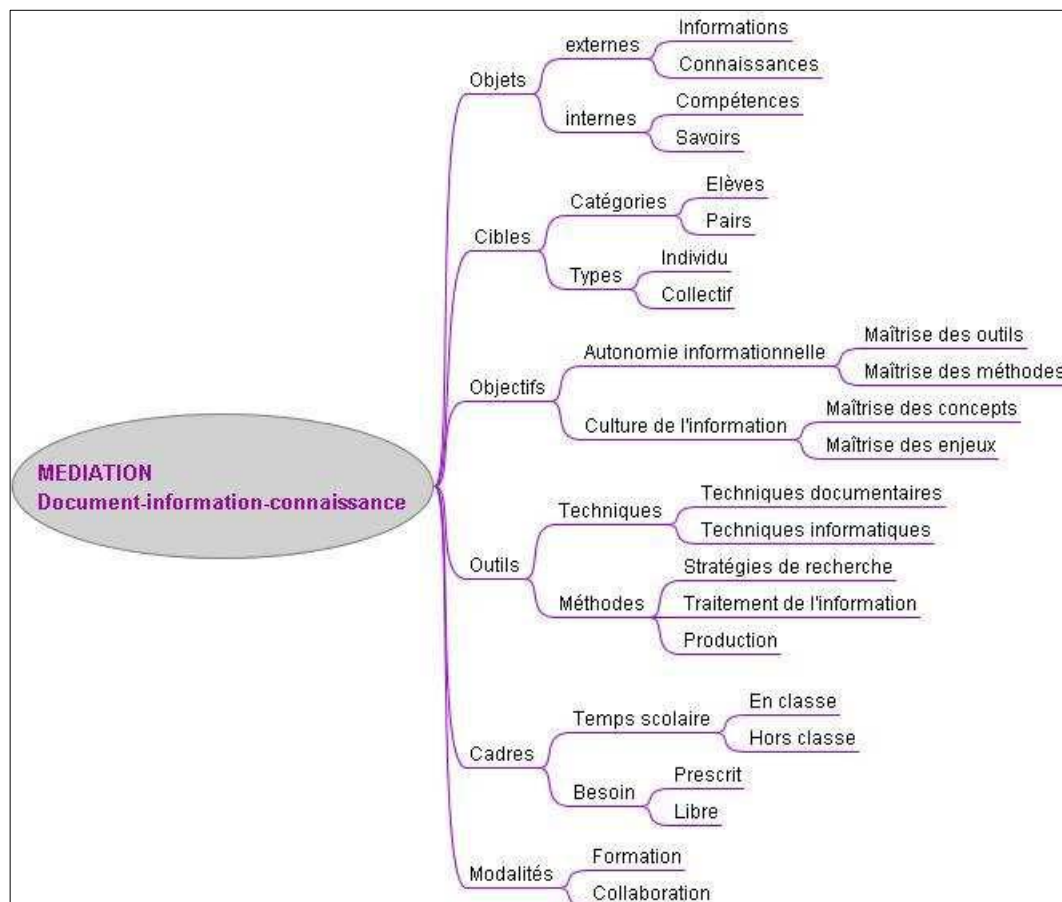 MEDIATION
Document-information-connaissance
Objets
externes
Informations
Connaissances
internes
Compétences
Savoirs
Cibles
Catégories
Elèves
Pairs
Types
Individu
Collectif
Objectifs
Autonomie informationnelle
Maîtrise des outils
Maîtrise des méthodes
Culture de l'information
Maîtrise des concepts
Maîtrise des enjeux
Outils
Techniques
Techniques documentaires
Techniques informatiques
Méthodes
Stratégies de recherche
Traitement de l'information
Production
Cadres
Temps scolaire
En classe
Hors classe
Besoin
Prescrit
Libre
Modalités
Formation
Collaboration